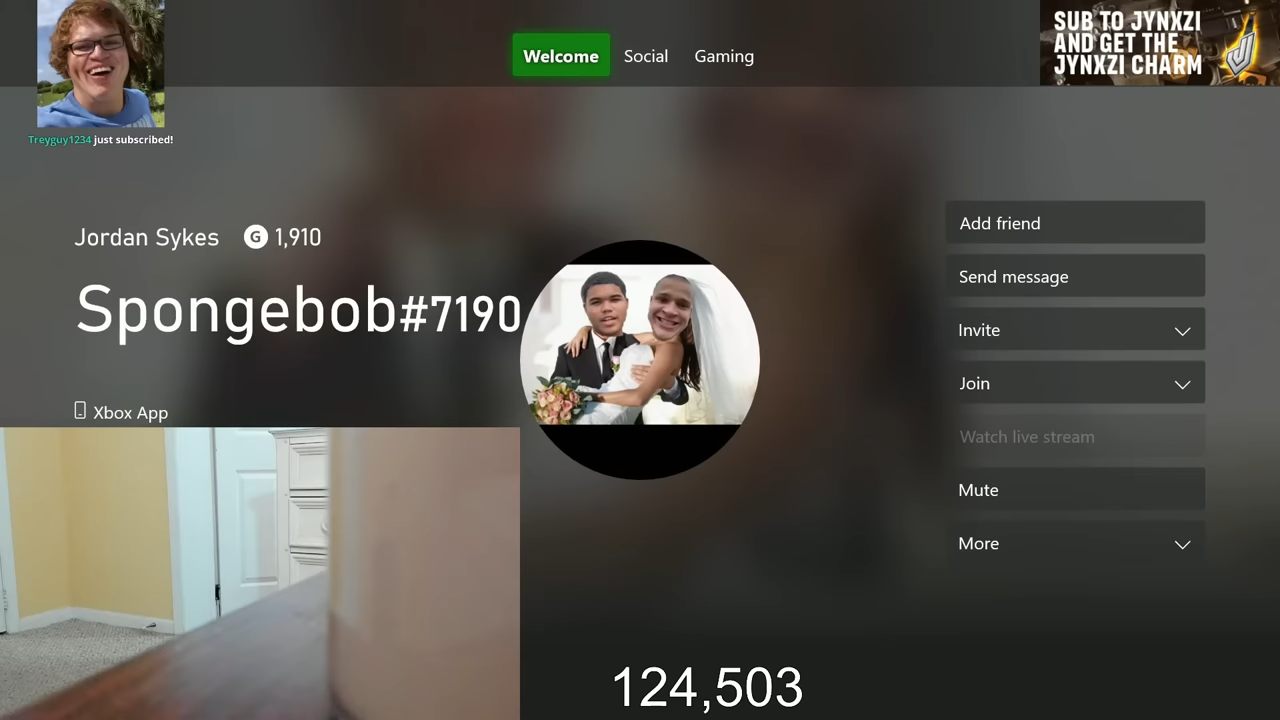 Welcome
Social
Gaming
SUB TO JYNXZI
AND GET THE
JYNXZI CHARM
Treyguy1234 just subscribed!
Jordan Sykes G 1,910
Spongebob#7190
Xbox App
Add friend
Send message
Invite
Join
Watch live stream
Mute
More
124,503